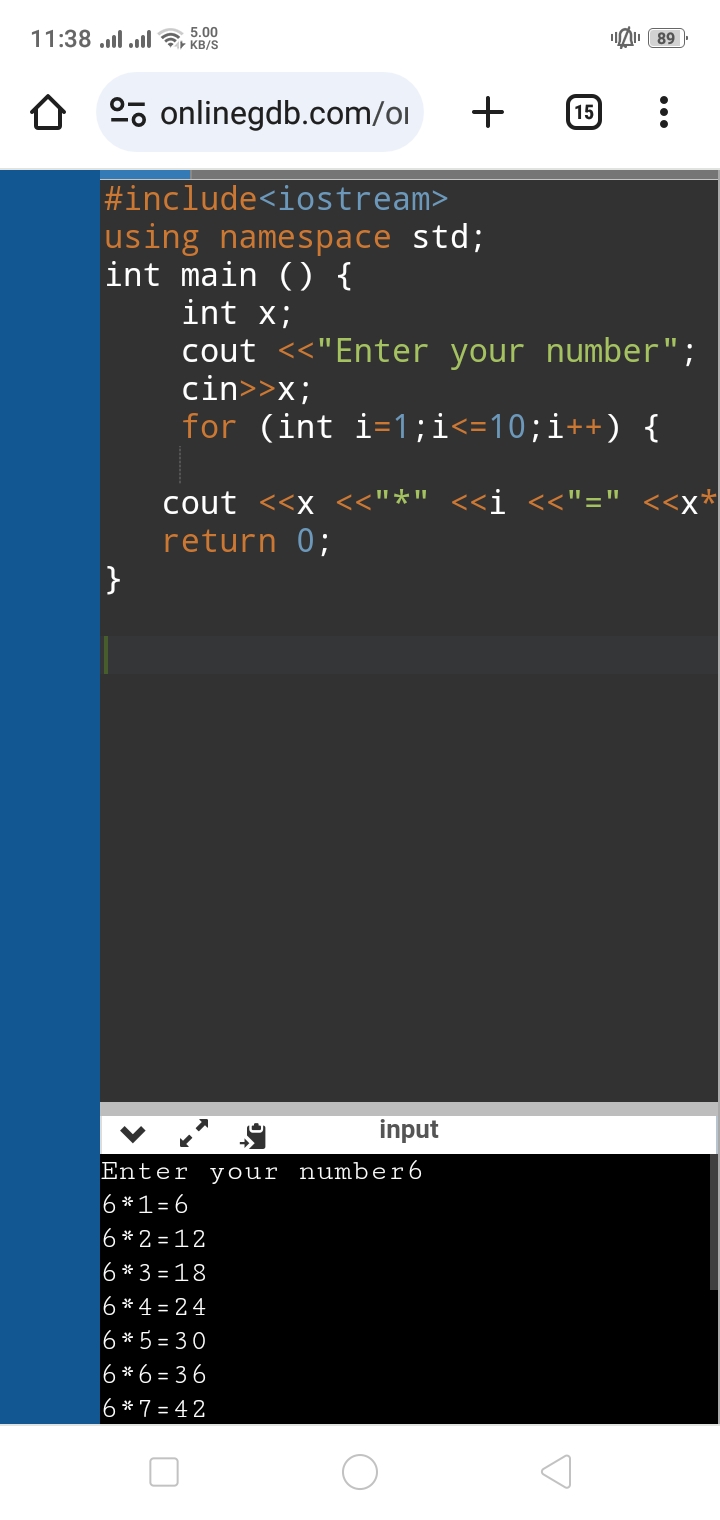 11:38 5.00 KB/S 89
onlinegdb.com/or 15
#include<iostream>
using namespace std;
int main () {
    int x;
    cout <<"Enter your number";
    cin>>x;
    for (int i=1;i<=10;i++) {
   cout <<x <<"*" <<i <<"=" <<x*
   return 0;
}
input
Enter your number6
6*1=6
6*2=12
6*3=18
6*4=24
6*5=30
6*6=36
6*7=42